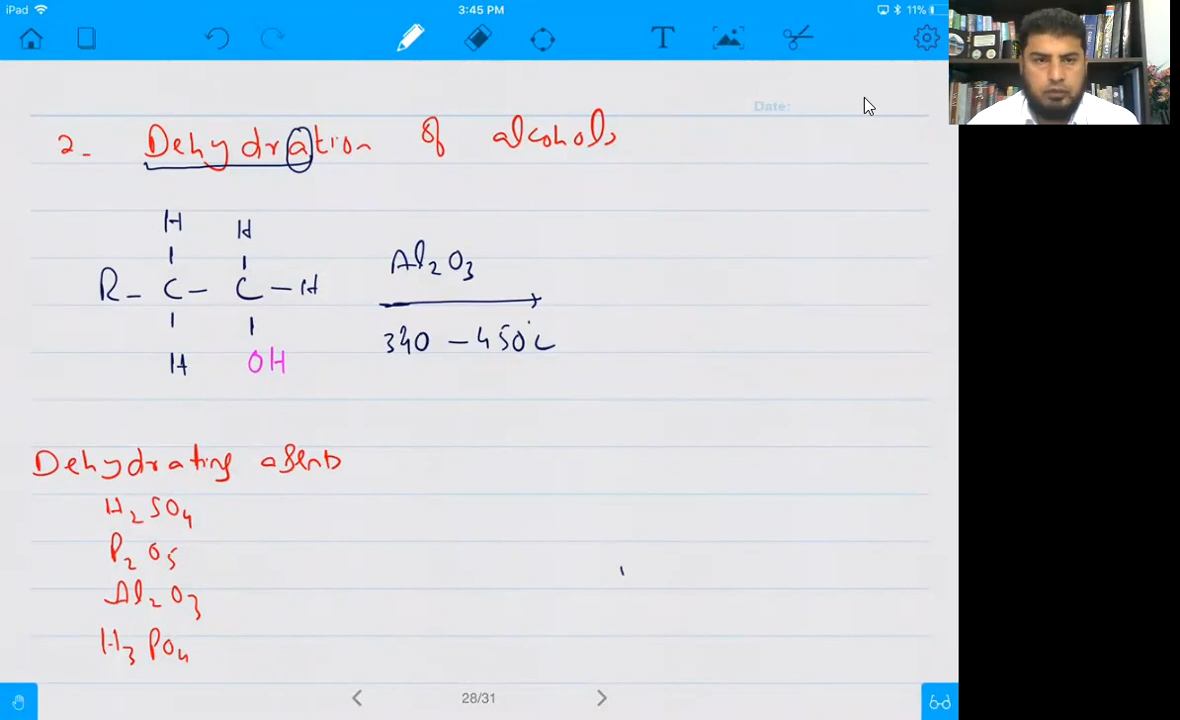 iPad 3:45 PM 11%
T
Date:
2- Dehydration of alcohols
H H
R - C - C - H Al2O3
340 - 450°C
H OH
Dehydrating agents
H2SO4
P2O5
Al2O3
H3PO4
28/31